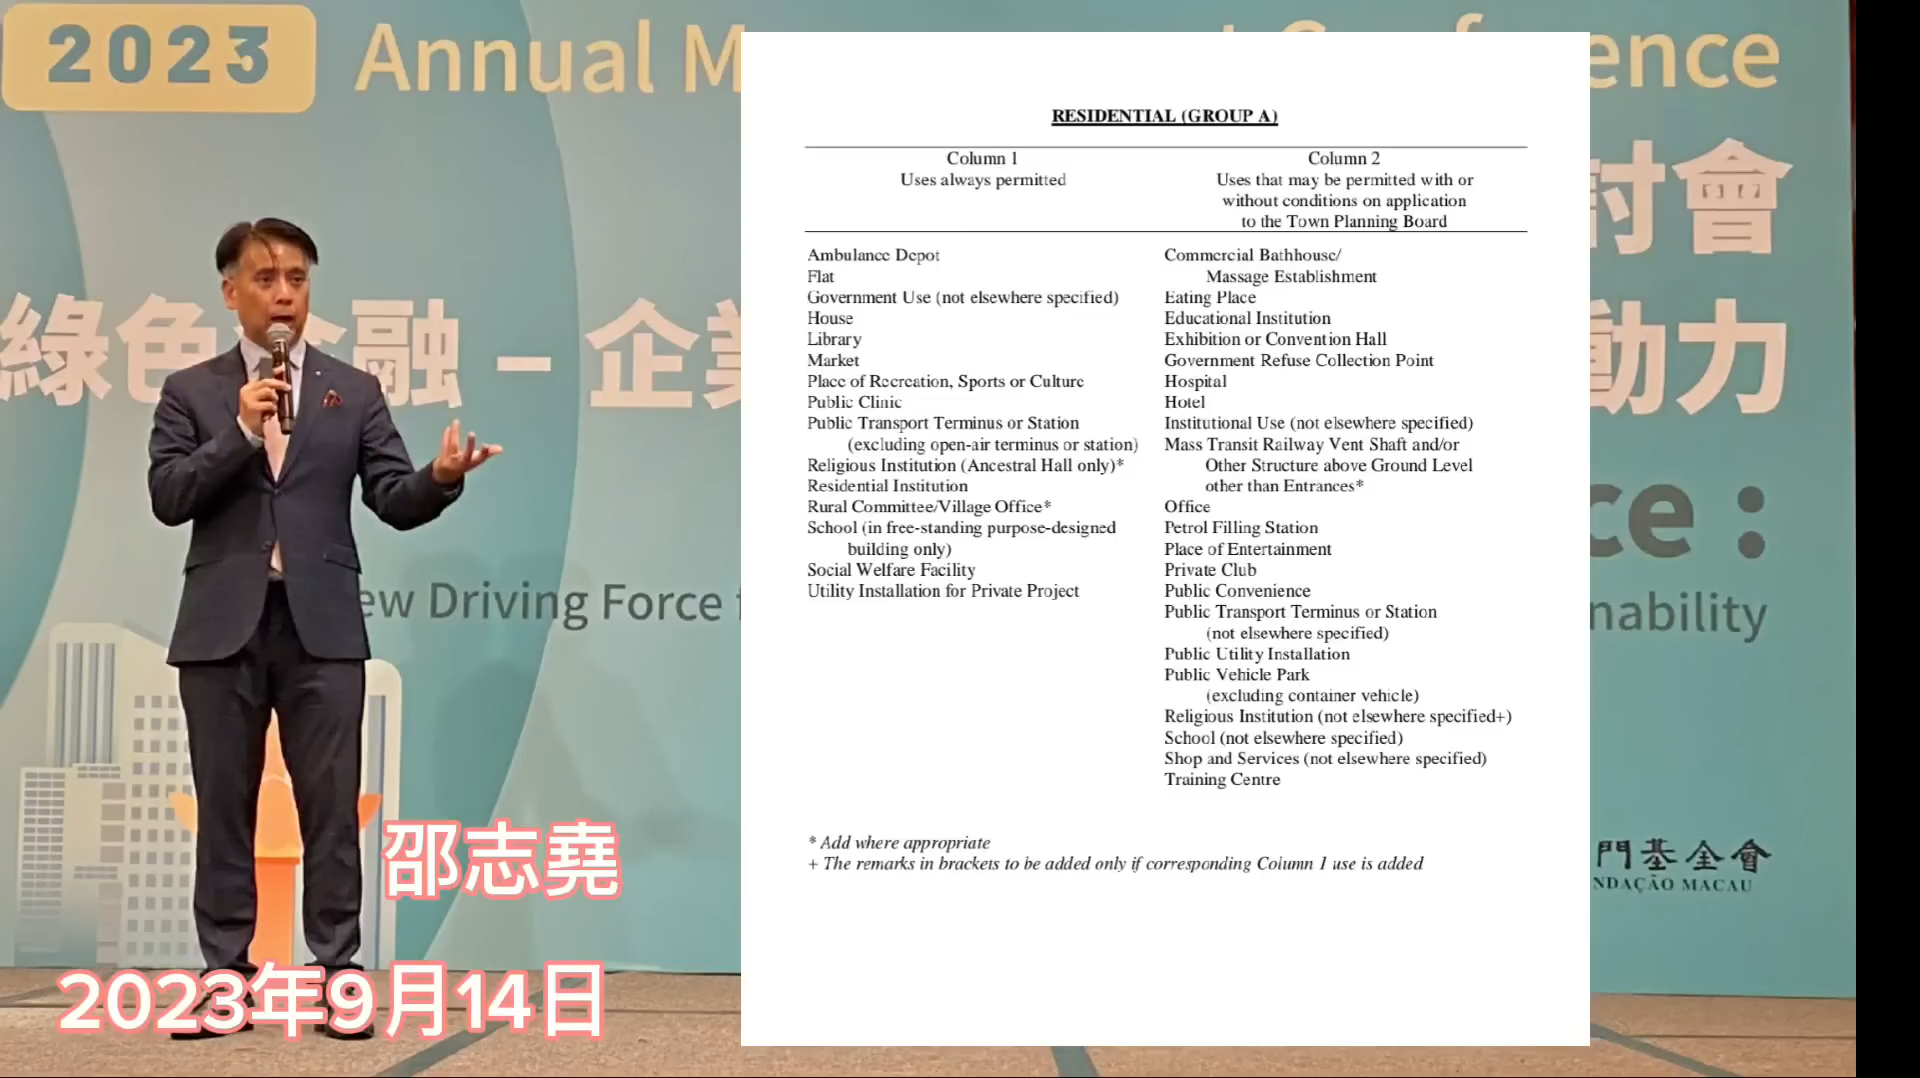 2023
Annual M
ence
討會
綠色金融 – 企
動力
ce :
ew Driving Force
nability
門基金會
NDAÇÃO MACAU
RESIDENTIAL (GROUP A)
Column 1
Uses always permitted
Column 2
Uses that may be permitted with or
without conditions on application
to the Town Planning Board
Ambulance Depot
Flat
Government Use (not elsewhere specified)
House
Library
Market
Place of Recreation, Sports or Culture
Public Clinic
Public Transport Terminus or Station
(excluding open-air terminus or station)
Religious Institution (Ancestral Hall only)*
Residential Institution
Rural Committee/Village Office*
School (in free-standing purpose-designed
building only)
Social Welfare Facility
Utility Installation for Private Project
Commercial Bathhouse/
Massage Establishment
Eating Place
Educational Institution
Exhibition or Convention Hall
Government Refuse Collection Point
Hospital
Hotel
Institutional Use (not elsewhere specified)
Mass Transit Railway Vent Shaft and/or
Other Structure above Ground Level
other than Entrances*
Office
Petrol Filling Station
Place of Entertainment
Private Club
Public Convenience
Public Transport Terminus or Station
(not elsewhere specified)
Public Utility Installation
Public Vehicle Park
(excluding container vehicle)
Religious Institution (not elsewhere specified+)
School (not elsewhere specified)
Shop and Services (not elsewhere specified)
Training Centre
* Add where appropriate
+ The remarks in brackets to be added only if corresponding Column 1 use is added
邵志堯
2023年9月14日